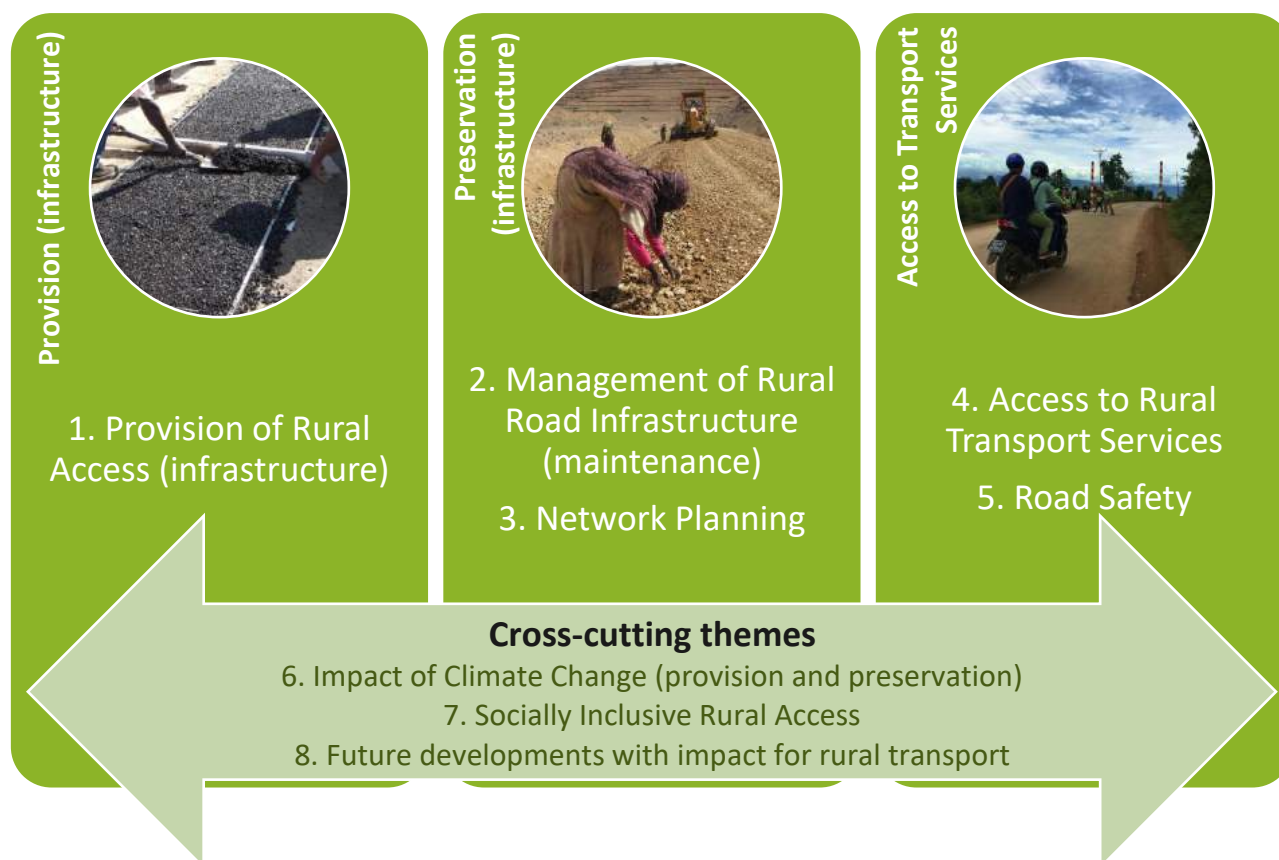 Provision (infrastructure)
1. Provision of Rural
Access (infrastructure)
Preservation
(infrastructure)
2. Management of Rural
Road Infrastructure
(maintenance)
3. Network Planning
Access to Transport
Services
4. Access to Rural
Transport Services
5. Road Safety
Cross-cutting themes
6. Impact of Climate Change (provision and preservation)
7. Socially Inclusive Rural Access
8. Future developments with impact for rural transport